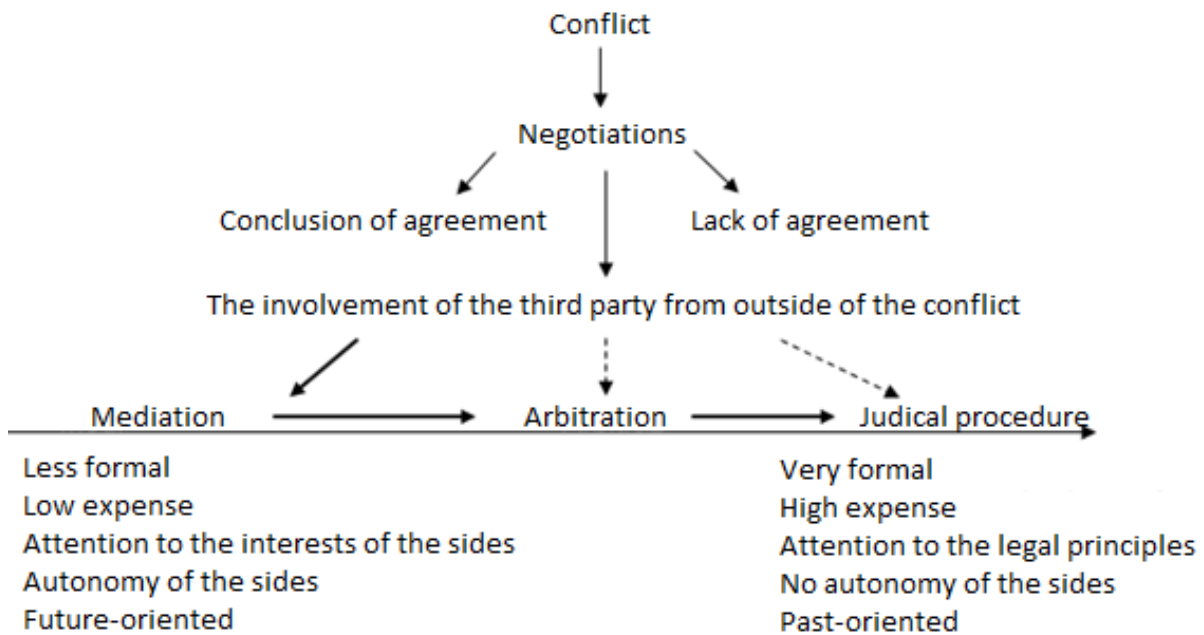 Conflict
Negotiations
Conclusion of agreement
Lack of agreement
The involvement of the third party from outside of the conflict
Mediation
Arbitration
Judical procedure
Less formal
Low expense
Attention to the interests of the sides
Autonomy of the sides
Future-oriented
Very formal
High expense
Attention to the legal principles
No autonomy of the sides
Past-oriented